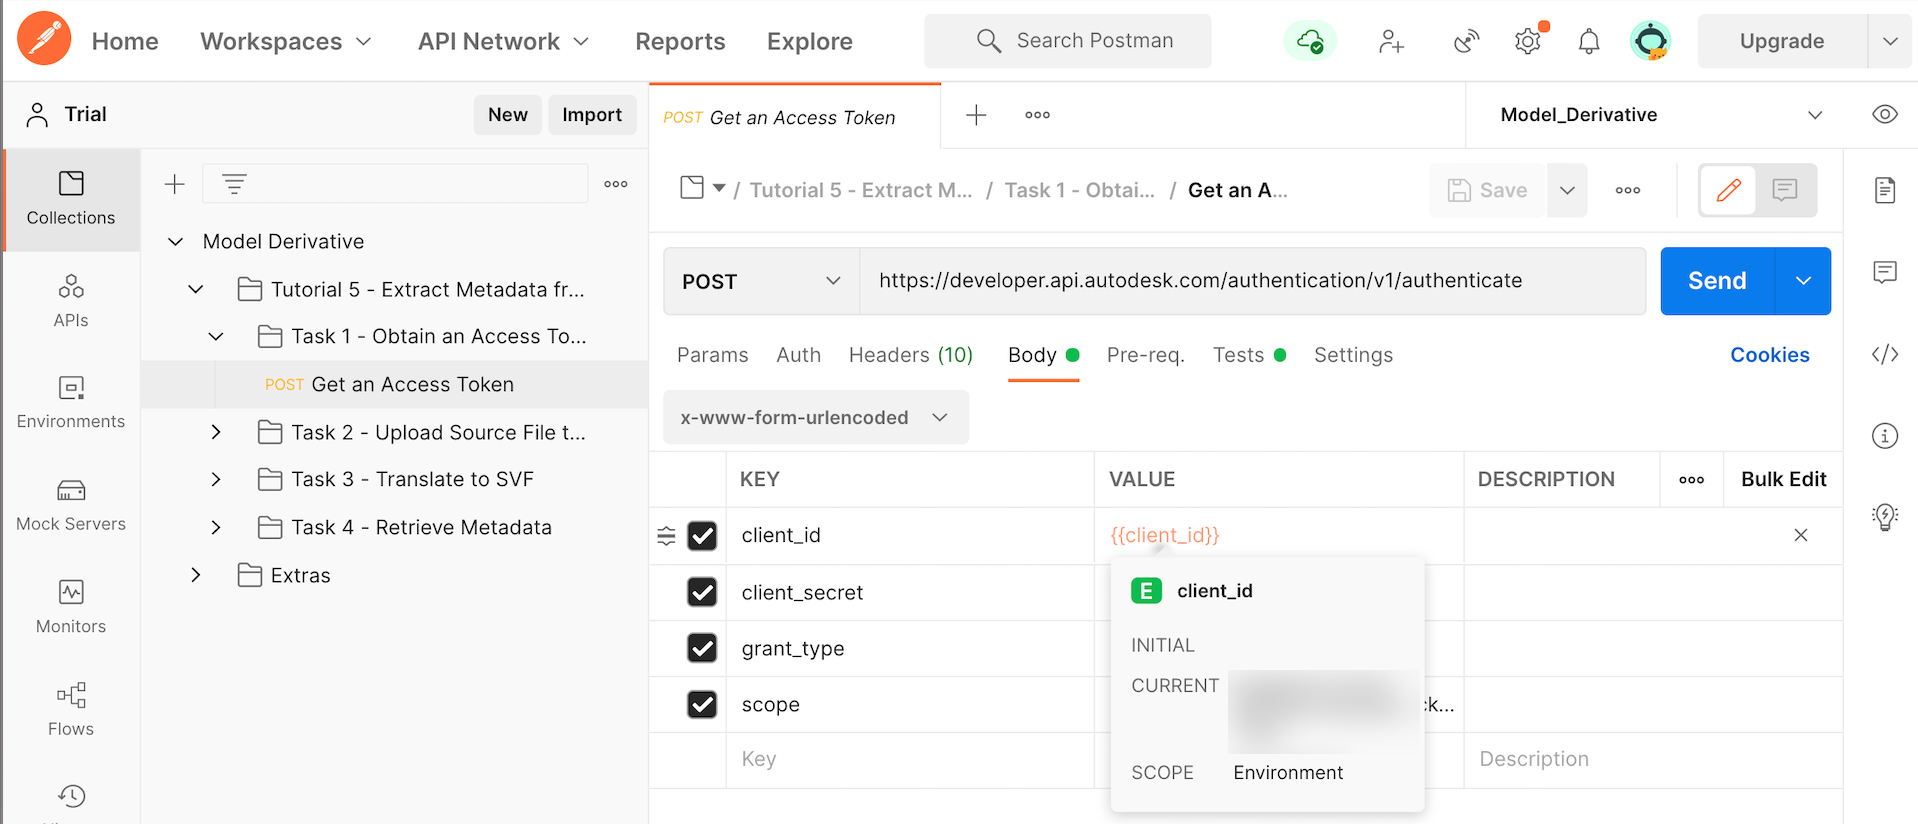 Home Workspaces API Network Reports Explore Search Postman Upgrade
Trial New Import
POST Get an Access Token
Model_Derivative
Collections
APIs
Environments
Mock Servers
Monitors
Flows
Model Derivative
Tutorial 5 - Extract Metadata fr...
Task 1 - Obtain an Access To...
POST Get an Access Token
Task 2 - Upload Source File t...
Task 3 - Translate to SVF
Task 4 - Retrieve Metadata
Extras
/ Tutorial 5 - Extract M... / Task 1 - Obtai... / Get an A...
Save
POST https://developer.api.autodesk.com/authentication/v1/authenticate Send
Params Auth Headers (10) Body Pre-req. Tests Settings Cookies
x-www-form-urlencoded
KEY VALUE DESCRIPTION Bulk Edit
client_id {{client_id}}
client_secret
grant_type
scope ck...
Key Description
E client_id
INITIAL
CURRENT
SCOPE Environment